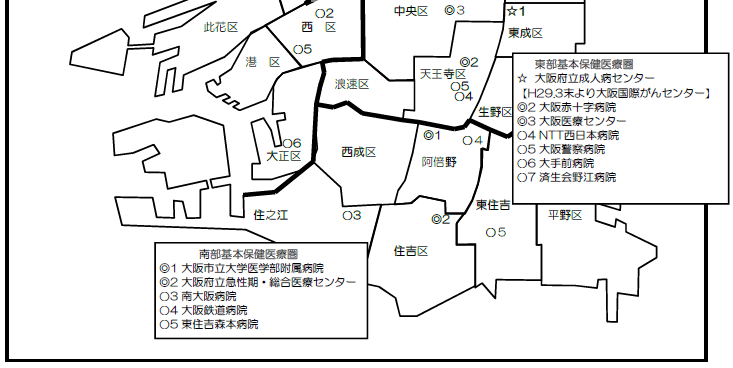 ○2
中央区
◎3
☆1
此花区
西 区
東成区
○5
港 区
◎2
天王寺区
浪速区
○5
○4
生野区
東部基本保健医療圏
☆ 大阪府立成人病センター
【H29.3末より大阪国際がんセンター】
◎2 大阪赤十字病院
◎3 大阪医療センター
○4 NTT西日本病院
○5 大阪警察病院
○6 大手前病院
○7 済生会野江病院
○6
大正区
西成区
◎1
○4
阿倍野
住之江
○3
◎2
東住吉
平野区
○5
住吉区
南部基本保健医療圏
◎1 大阪市立大学医学部附属病院
◎2 大阪府立急性期・総合医療センター
○3 南大阪病院
○4 大阪鉄道病院
○5 東住吉森本病院